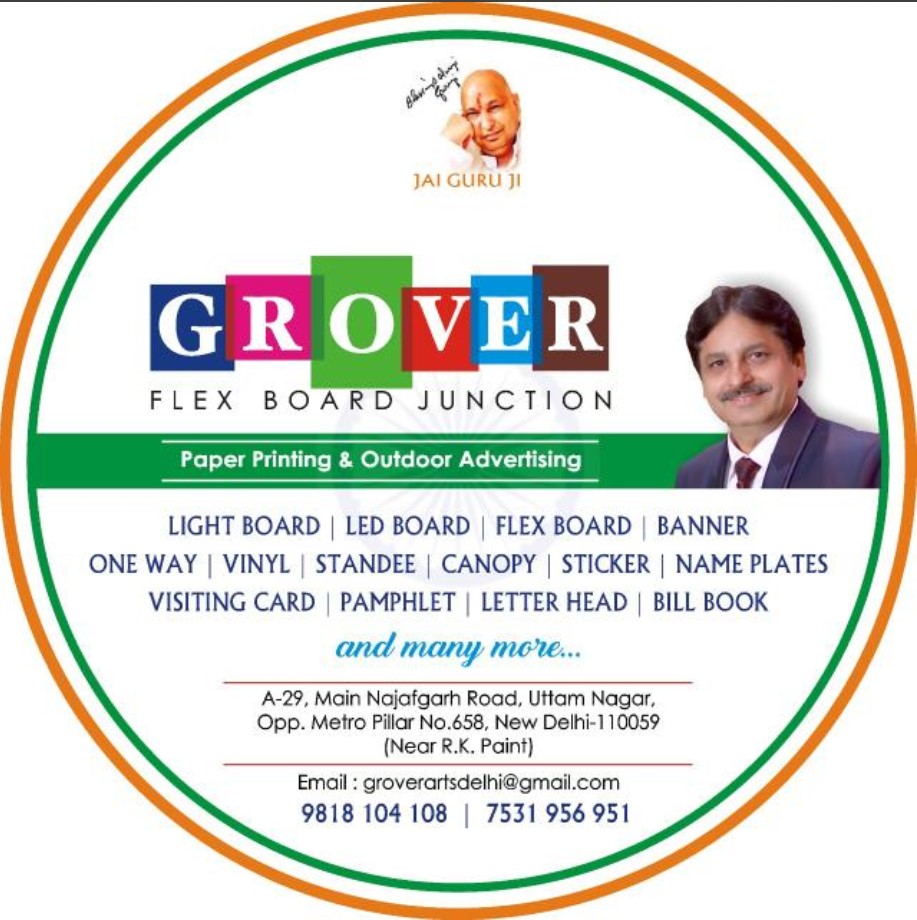 Blessings always
Guruji
JAI GURU JI
GROVER
FLEX BOARD JUNCTION
Paper Printing & Outdoor Advertising
LIGHT BOARD | LED BOARD | FLEX BOARD | BANNER
ONE WAY | VINYL | STANDEE | CANOPY | STICKER | NAME PLATES
VISITING CARD | PAMPHLET | LETTER HEAD | BILL BOOK
and many more...
A-29, Main Najafgarh Road, Uttam Nagar,
Opp. Metro Pillar No.658, New Delhi-110059
(Near R.K. Paint)
Email : groverartsdelhi@gmail.com
9818 104 108 | 7531 956 951